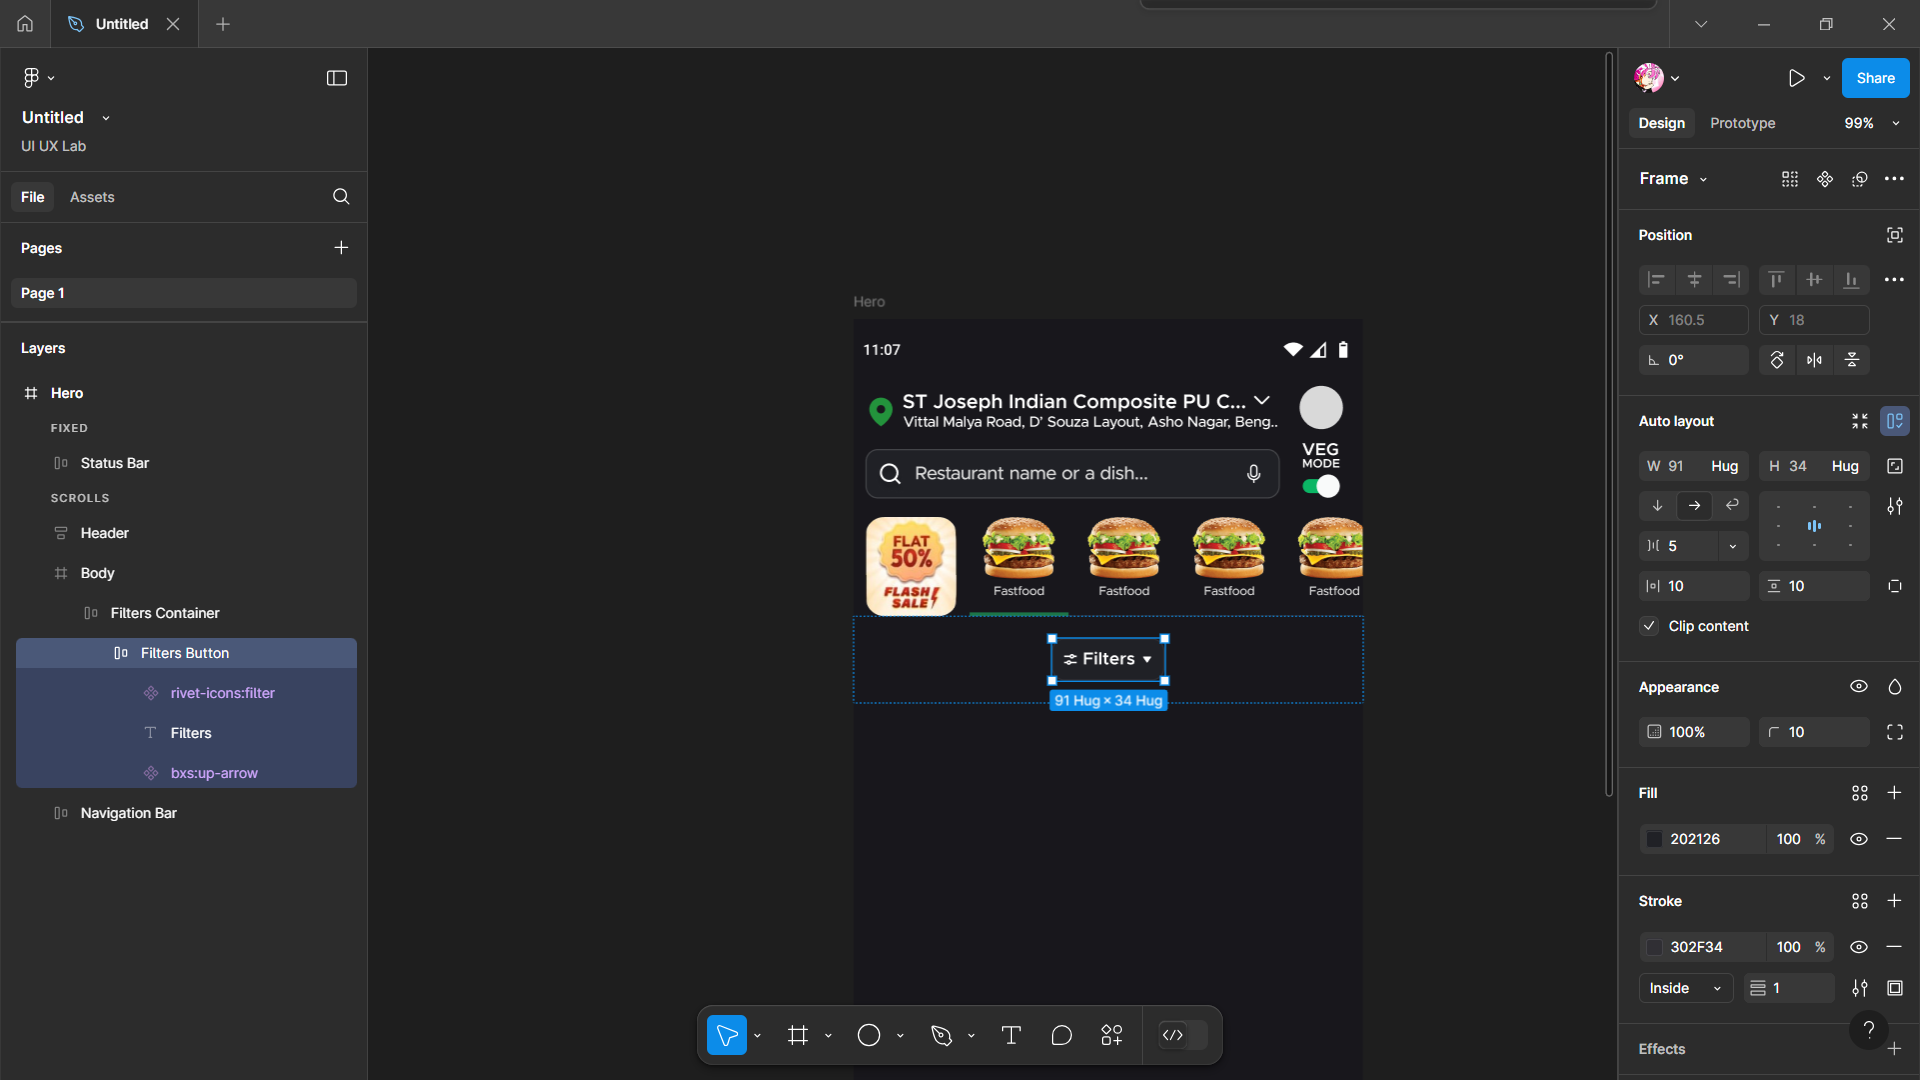 Untitled
Untitled
UI UX Lab
File
Assets
Pages
Page 1
Layers
Hero
FIXED
Status Bar
SCROLLS
Header
Body
Filters Container
Filters Button
rivet-icons:filter
T Filters
bxs:up-arrow
Navigation Bar
Hero
11:07
ST Joseph Indian Composite PU C...
Vittal Malya Road, D' Souza Layout, Asho Nagar, Beng..
Restaurant name or a dish...
VEG
MODE
FLAT
50%
FLASH
SALE
Fastfood
Fastfood
Fastfood
Fastfood
Filters
91 Hug × 34 Hug
Share
Design
Prototype
99%
Frame
Position
X 160.5
Y 18
0°
Auto layout
W 91 Hug
H 34 Hug
5
10
10
Clip content
Appearance
100%
10
Fill
202126
100 %
Stroke
302F34
100 %
Inside
1
Effects
?